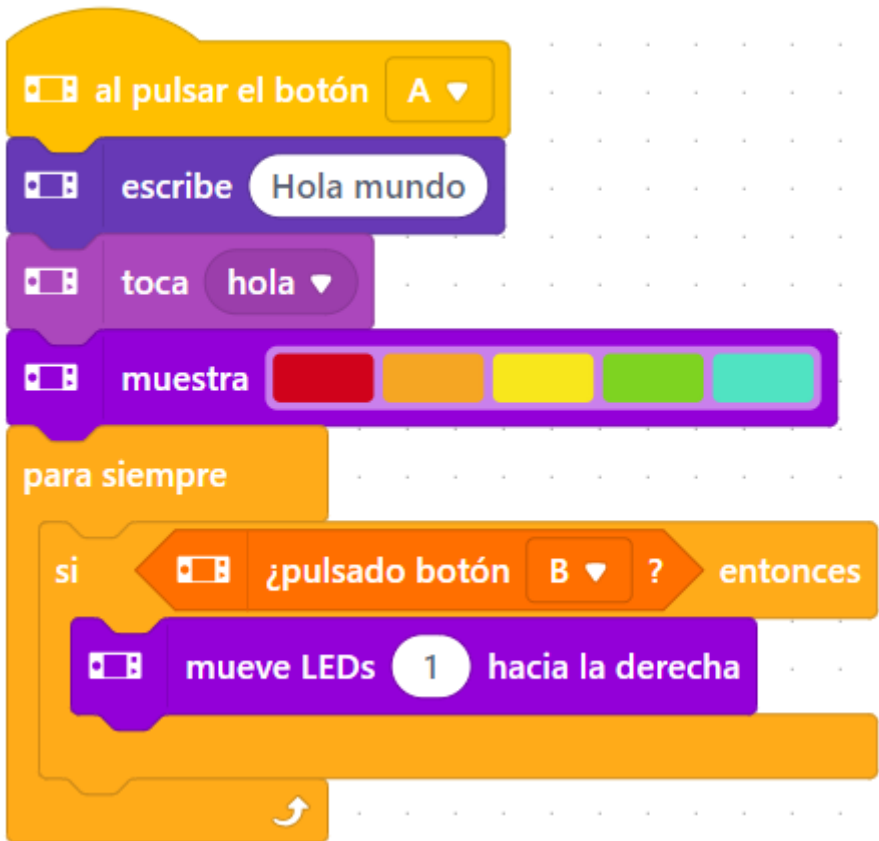 al pulsar el botón A
escribe Hola mundo
toca hola
muestra
para siempre
si ¿pulsado botón B ? entonces
mueve LEDs 1 hacia la derecha